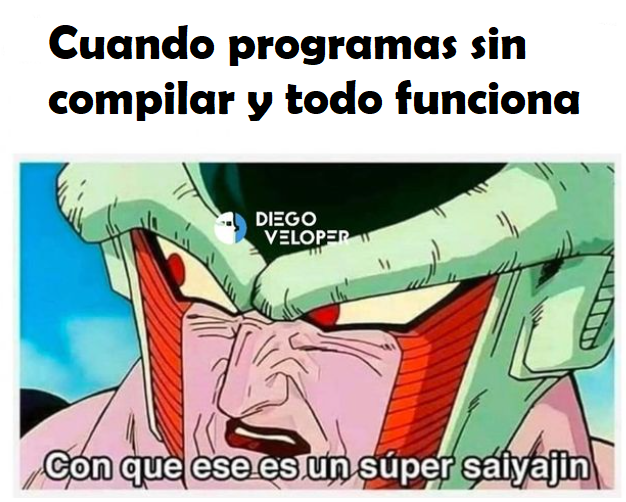 Cuando programas sin
compilar y todo funciona
DIEGO
VELOPER
Con que ese es un súper saiyajin